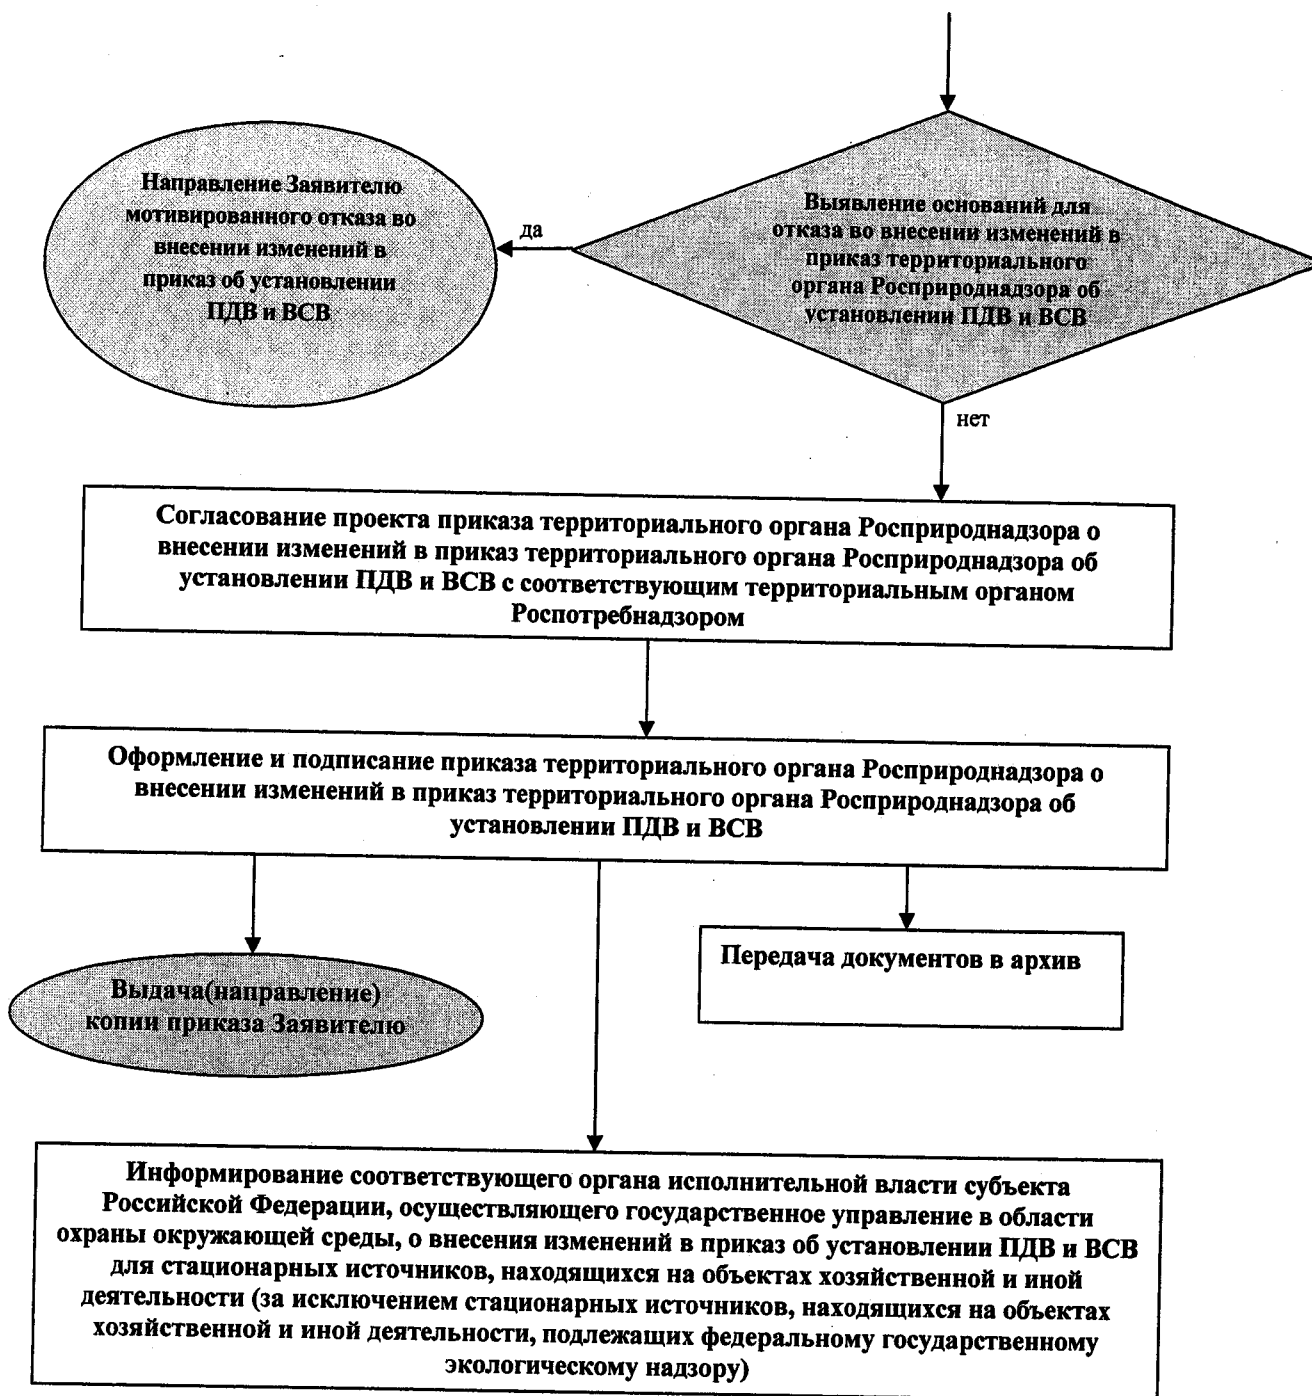 Направление Заявителю
мотивированного отказа во
внесении изменений в
приказ об установлении
ПДВ и ВСВ
да
Выявление оснований для
отказа во внесении изменений в
приказ территориального
органа Росприроднадзора об
установлении ПДВ и ВСВ
нет
Согласование проекта приказа территориального органа Росприроднадзора о
внесении изменений в приказ территориального органа Росприроднадзора об
установлении ПДВ и ВСВ с соответствующим территориальным органом
Роспотребнадзором
Оформление и подписание приказа территориального органа Росприроднадзора о
внесении изменений в приказ территориального органа Росприроднадзора об
установлении ПДВ и ВСВ
Выдача(направление)
копии приказа Заявителю
Передача документов в архив
Информирование соответствующего органа исполнительной власти субъекта
Российской Федерации, осуществляющего государственное управление в области
охраны окружающей среды, о внесения изменений в приказ об установлении ПДВ и ВСВ
для стационарных источников, находящихся на объектах хозяйственной и иной
деятельности (за исключением стационарных источников, находящихся на объектах
хозяйственной и иной деятельности, подлежащих федеральному государственному
экологическому надзору)